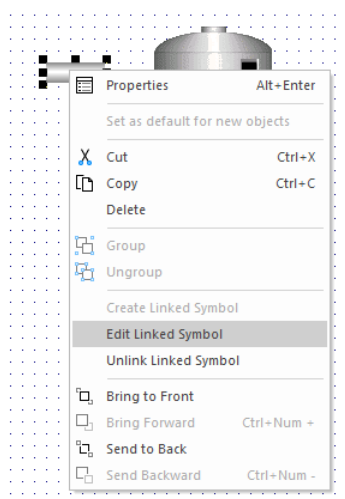 Properties Alt+Enter
Set as default for new objects
Cut Ctrl+X
Copy Ctrl+C
Delete
Group
Ungroup
Create Linked Symbol
Edit Linked Symbol
Unlink Linked Symbol
Bring to Front
Bring Forward Ctrl+Num +
Send to Back
Send Backward Ctrl+Num -